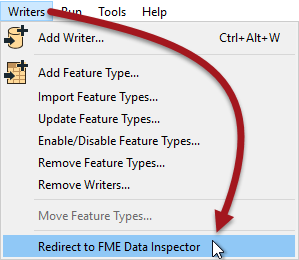 Writers Run Tools Help
Add Writer... Ctrl+Alt+W
Add Feature Type...
Import Feature Types...
Update Feature Types...
Enable/Disable Feature Types...
Remove Feature Types...
Remove Writers...
Move Feature Types...
Redirect to FME Data Inspector